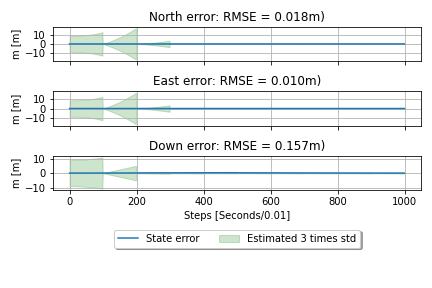 North error: RMSE = 0.018m)
m [m]
10
0
−10
East error: RMSE = 0.010m)
m [m]
10
0
−10
Down error: RMSE = 0.157m)
m [m]
10
0
−10
0 200 400 600 800 1000
Steps [Seconds/0.01]
State error Estimated 3 times std